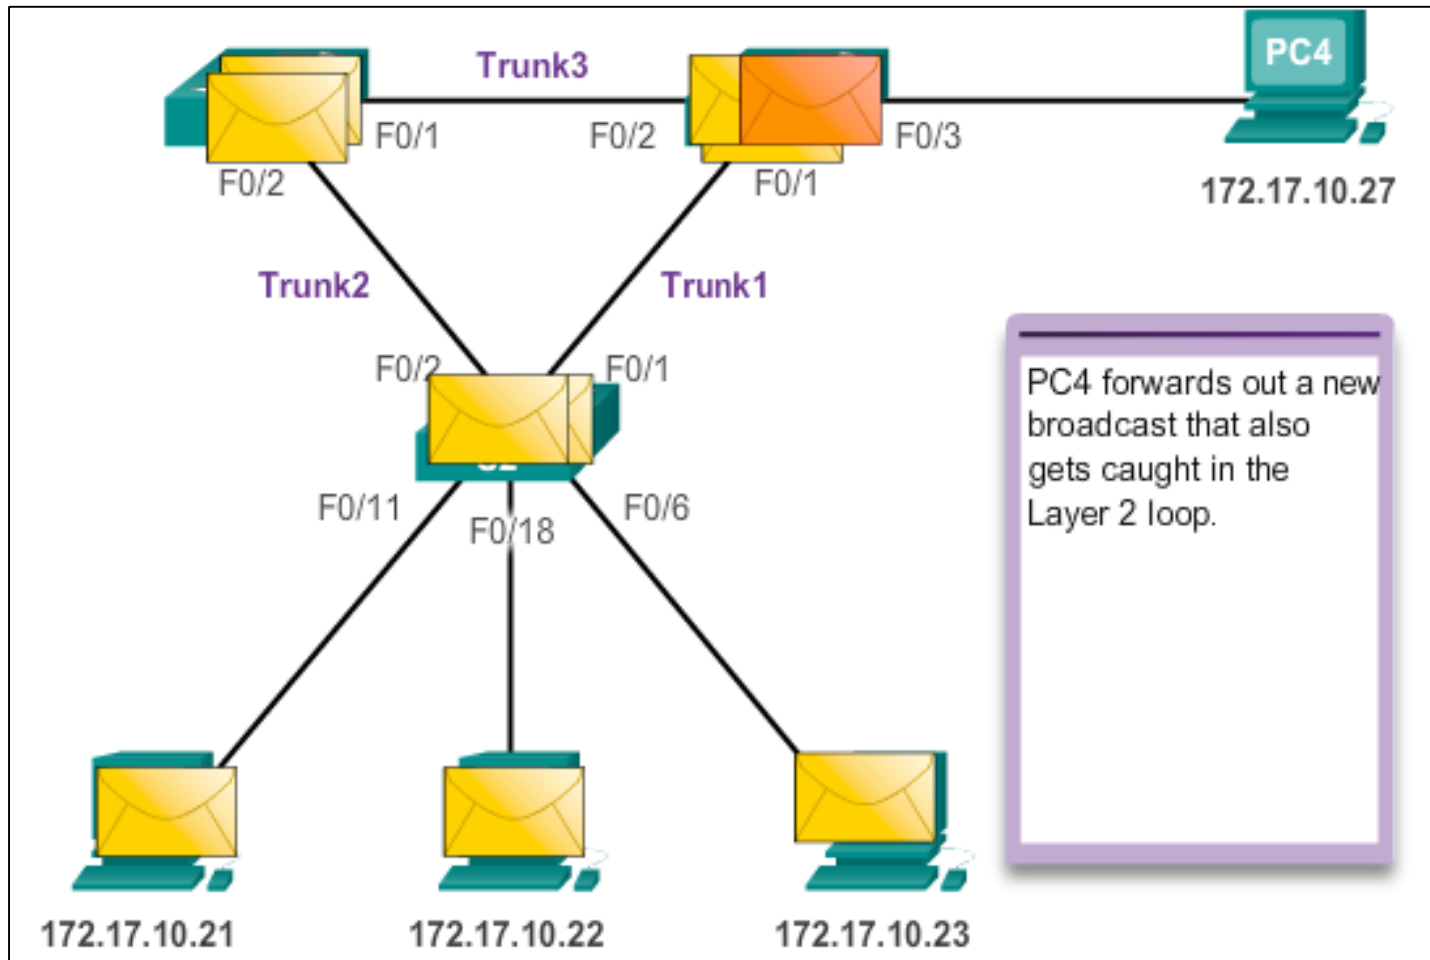 Trunk3
PC4
F0/1
F0/2
F0/3
F0/2
F0/1
172.17.10.27
Trunk2
Trunk1
F0/2
F0/1
PC4 forwards out a new
broadcast that also
gets caught in the
Layer 2 loop.
F0/11
F0/18
F0/6
172.17.10.21
172.17.10.22
172.17.10.23